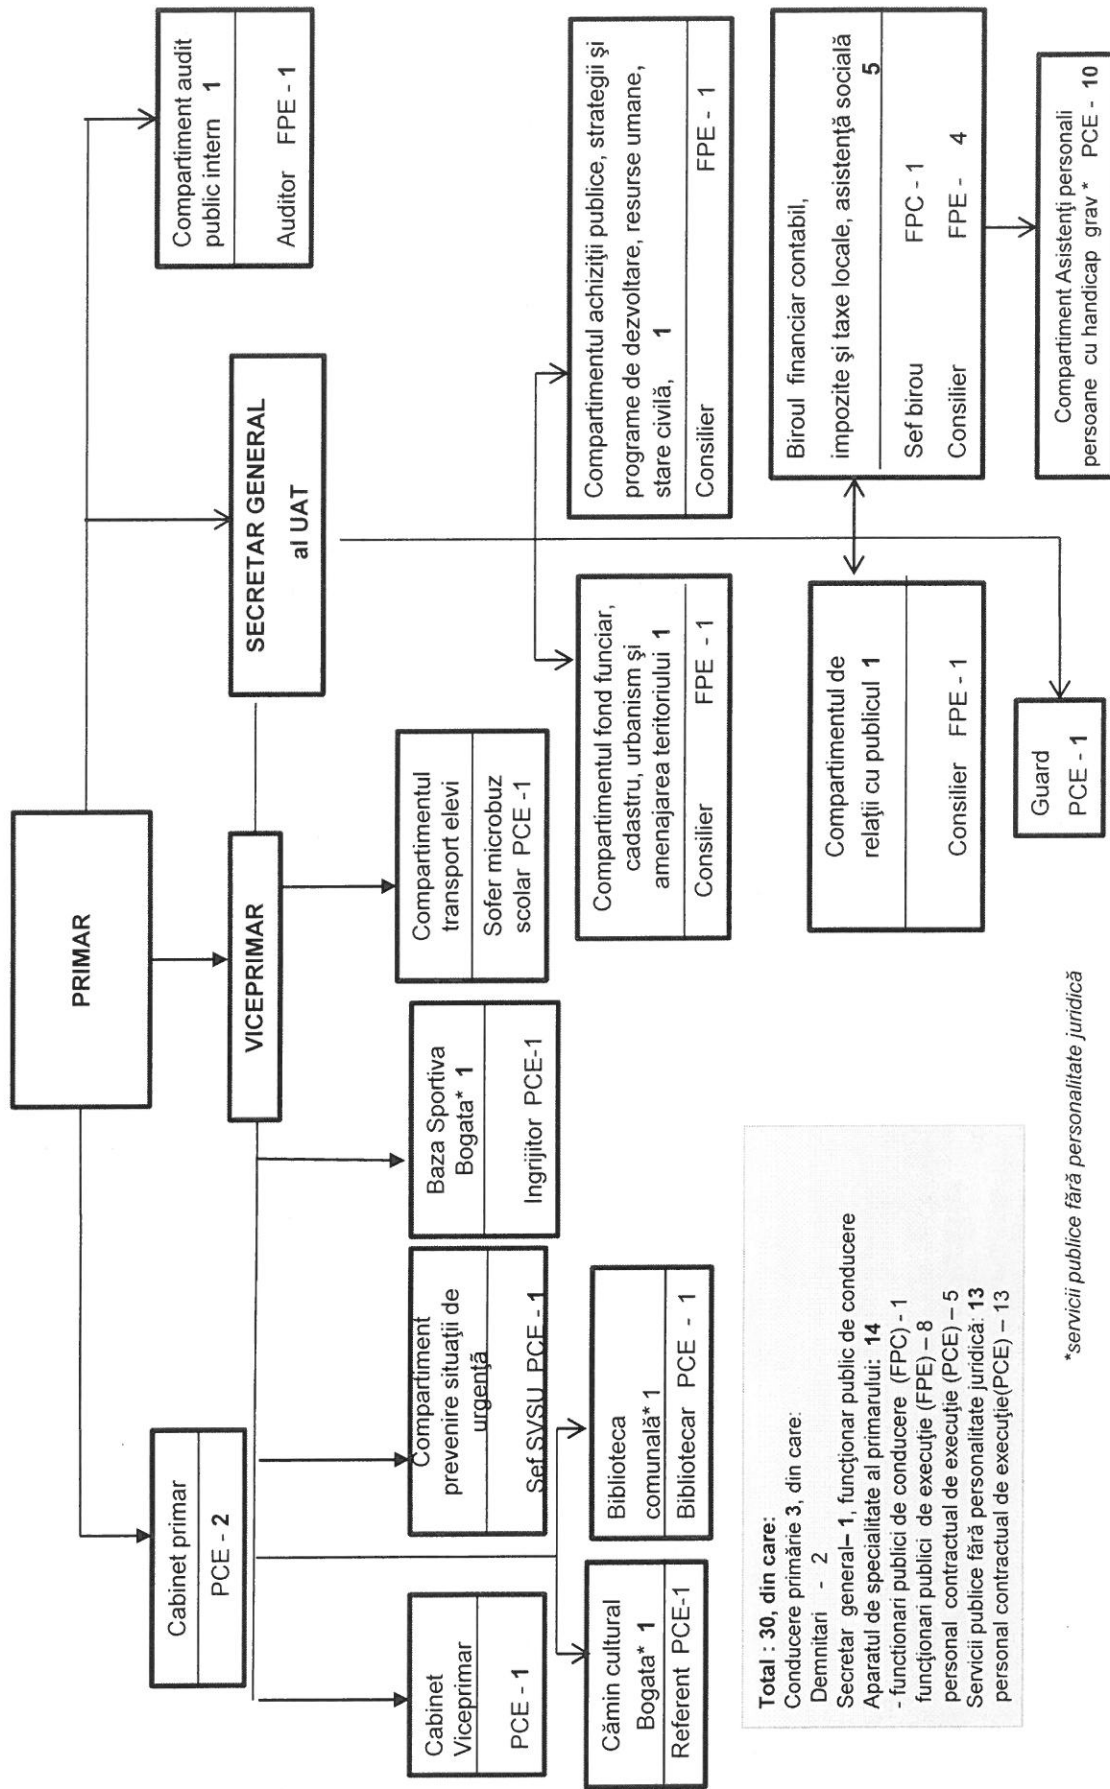 PRIMAR
Cabinet primar
PCE - 2
Compartiment audit
public intern 1
Auditor FPE - 1
VICEPRIMAR
SECRETAR GENERAL
al UAT
Cabinet
Viceprimar
PCE - 1
Compartiment
prevenire situaţii de
urgenţă
Sef SVSU PCE - 1
Baza Sportiva
Bogata* 1
Ingrijitor PCE-1
Compartimentul
transport elevi
Sofer microbuz
scolar PCE -1
Cămin cultural
Bogata* 1
Referent PCE-1
Biblioteca
comunală* 1
Bibliotecar PCE - 1
Compartimentul fond funciar,
cadastru, urbanism şi
amenajarea teritoriului 1
Consilier FPE - 1
Compartimentul achiziţii publice, strategii şi
programe de dezvoltare, resurse umane,
stare civilă, 1
Consilier FPE - 1
Compartimentul de
relaţii cu publicul 1
Consilier FPE - 1
Biroul financiar contabil,
impozite şi taxe locale, asistenţă socială
5
Sef birou FPC - 1
Consilier FPE - 4
Guard
PCE - 1
Compartiment Asistenţi personali
persoane cu handicap grav * PCE - 10
Total : 30, din care:
Conducere primărie 3, din care:
Demnitari - 2
Secretar general– 1, funcţionar public de conducere
Aparatul de specialitate al primarului: 14
- functionari publici de conducere (FPC) - 1
funcţionari publici de execuţie (FPE) – 8
personal contractual de execuţie (PCE) – 5
Servicii publice fără personalitate juridică: 13
personal contractual de execuţie(PCE) – 13
*servicii publice fără personalitate juridică